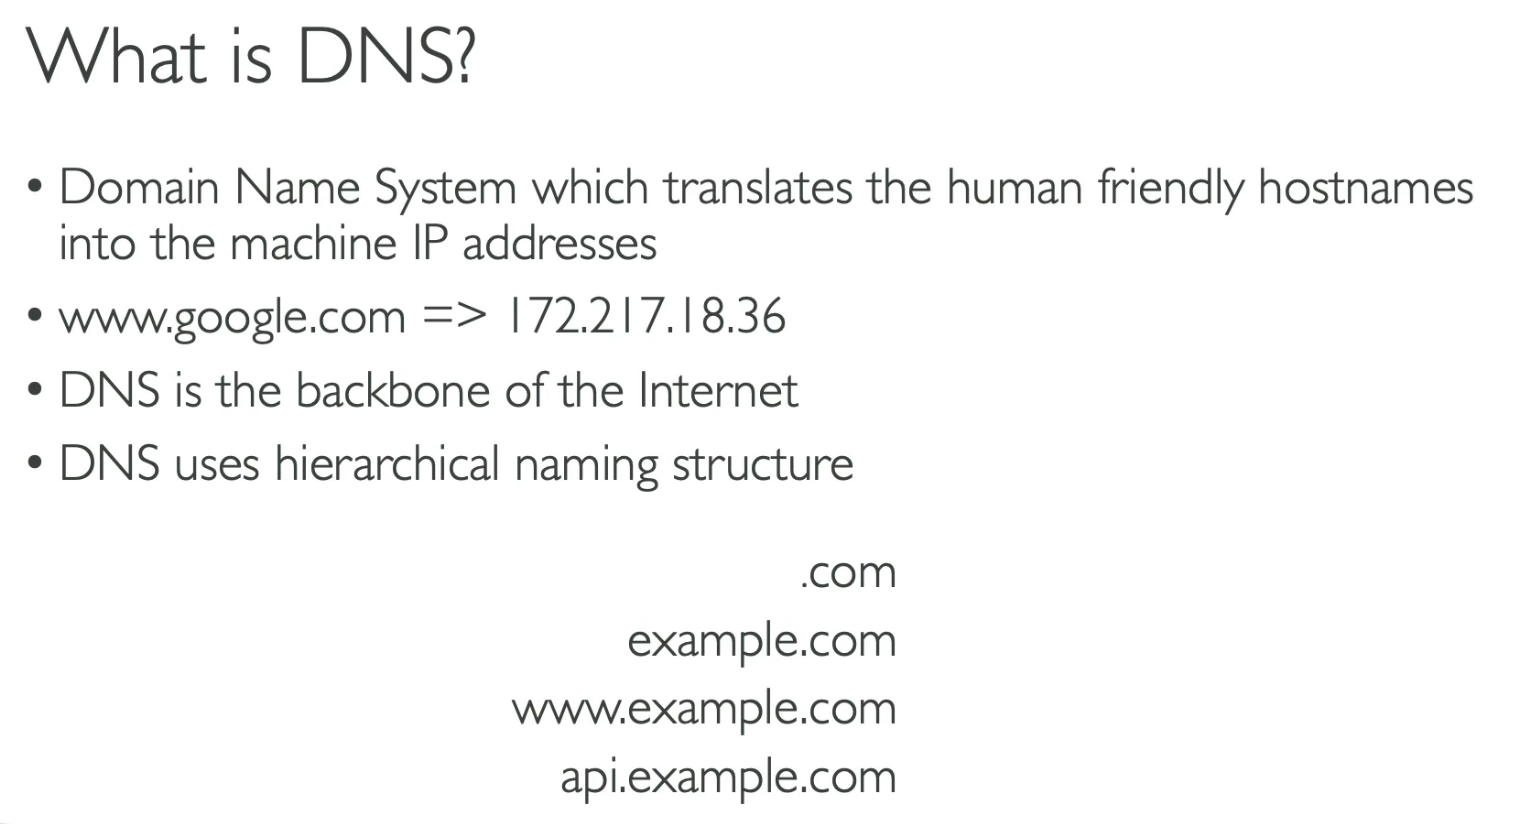 What is DNS?
• Domain Name System which translates the human friendly hostnames
into the machine IP addresses
• www.google.com => 172.217.18.36
• DNS is the backbone of the Internet
• DNS uses hierarchical naming structure
.com
example.com
www.example.com
api.example.com